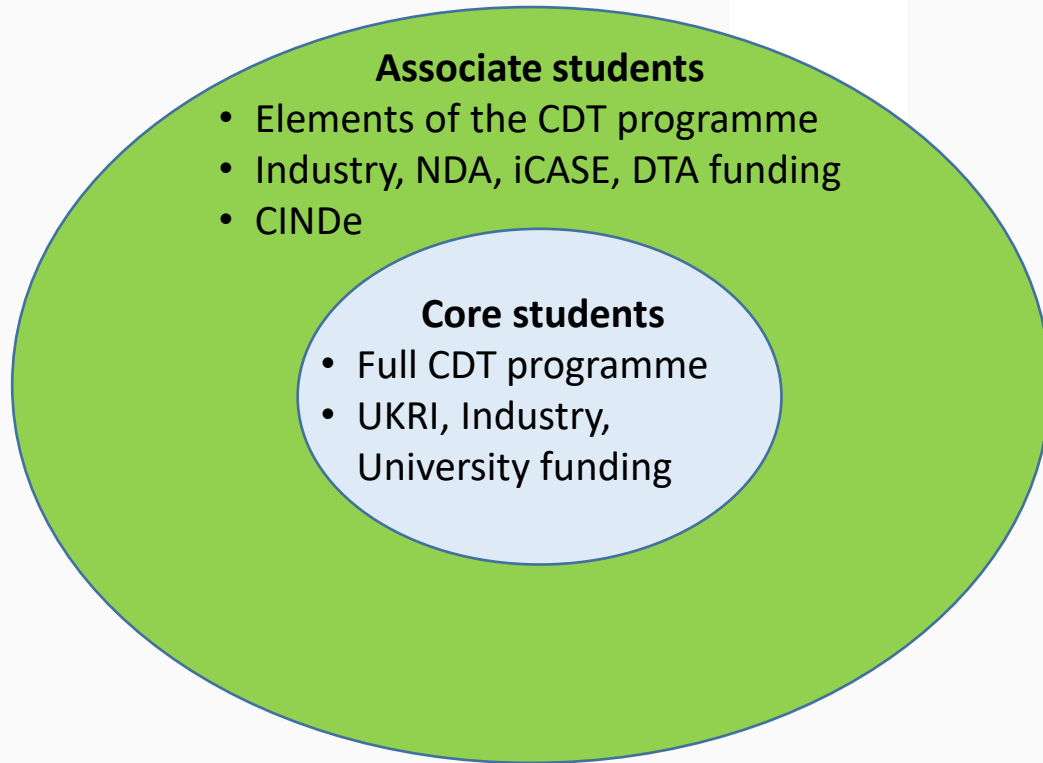 Associate students
• Elements of the CDT programme
• Industry, NDA, iCASE, DTA funding
• CINDe
Core students
• Full CDT programme
• UKRI, Industry,
University funding